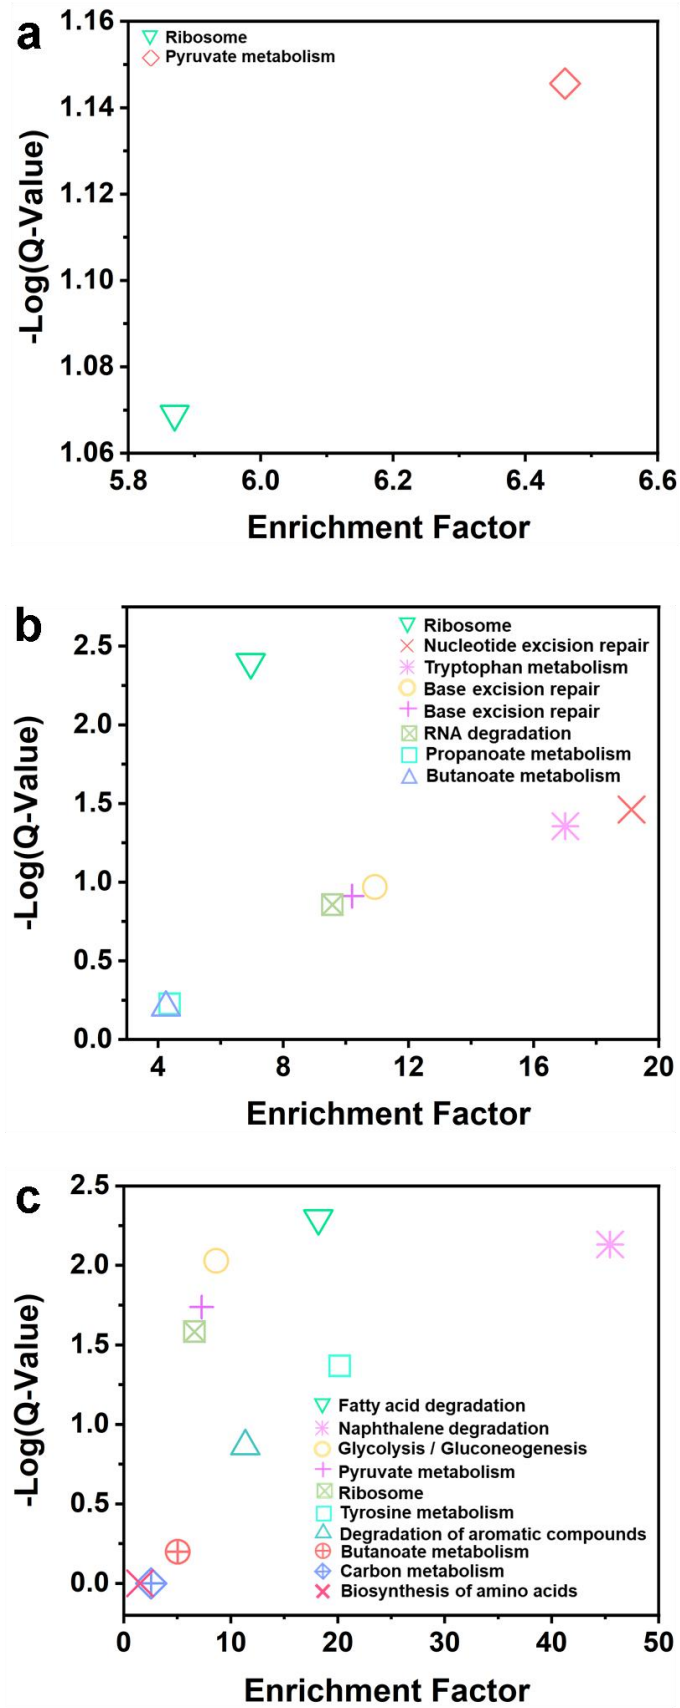 a
Ribosome
Pyruvate metabolism
1.16
1.14
1.12
1.10
1.08
1.06
-Log(Q-Value)
5.8 6.0 6.2 6.4 6.6
Enrichment Factor
b
Ribosome
Nucleotide excision repair
Tryptophan metabolism
Base excision repair
Base excision repair
RNA degradation
Propanoate metabolism
Butanoate metabolism
2.5
2.0
1.5
1.0
0.5
0.0
-Log(Q-Value)
4 8 12 16 20
Enrichment Factor
c
2.5
2.0
1.5
1.0
0.5
0.0
-Log(Q-Value)
Fatty acid degradation
Naphthalene degradation
Glycolysis / Gluconeogenesis
Pyruvate metabolism
Ribosome
Tyrosine metabolism
Degradation of aromatic compounds
Butanoate metabolism
Carbon metabolism
Biosynthesis of amino acids
0 10 20 30 40 50
Enrichment Factor